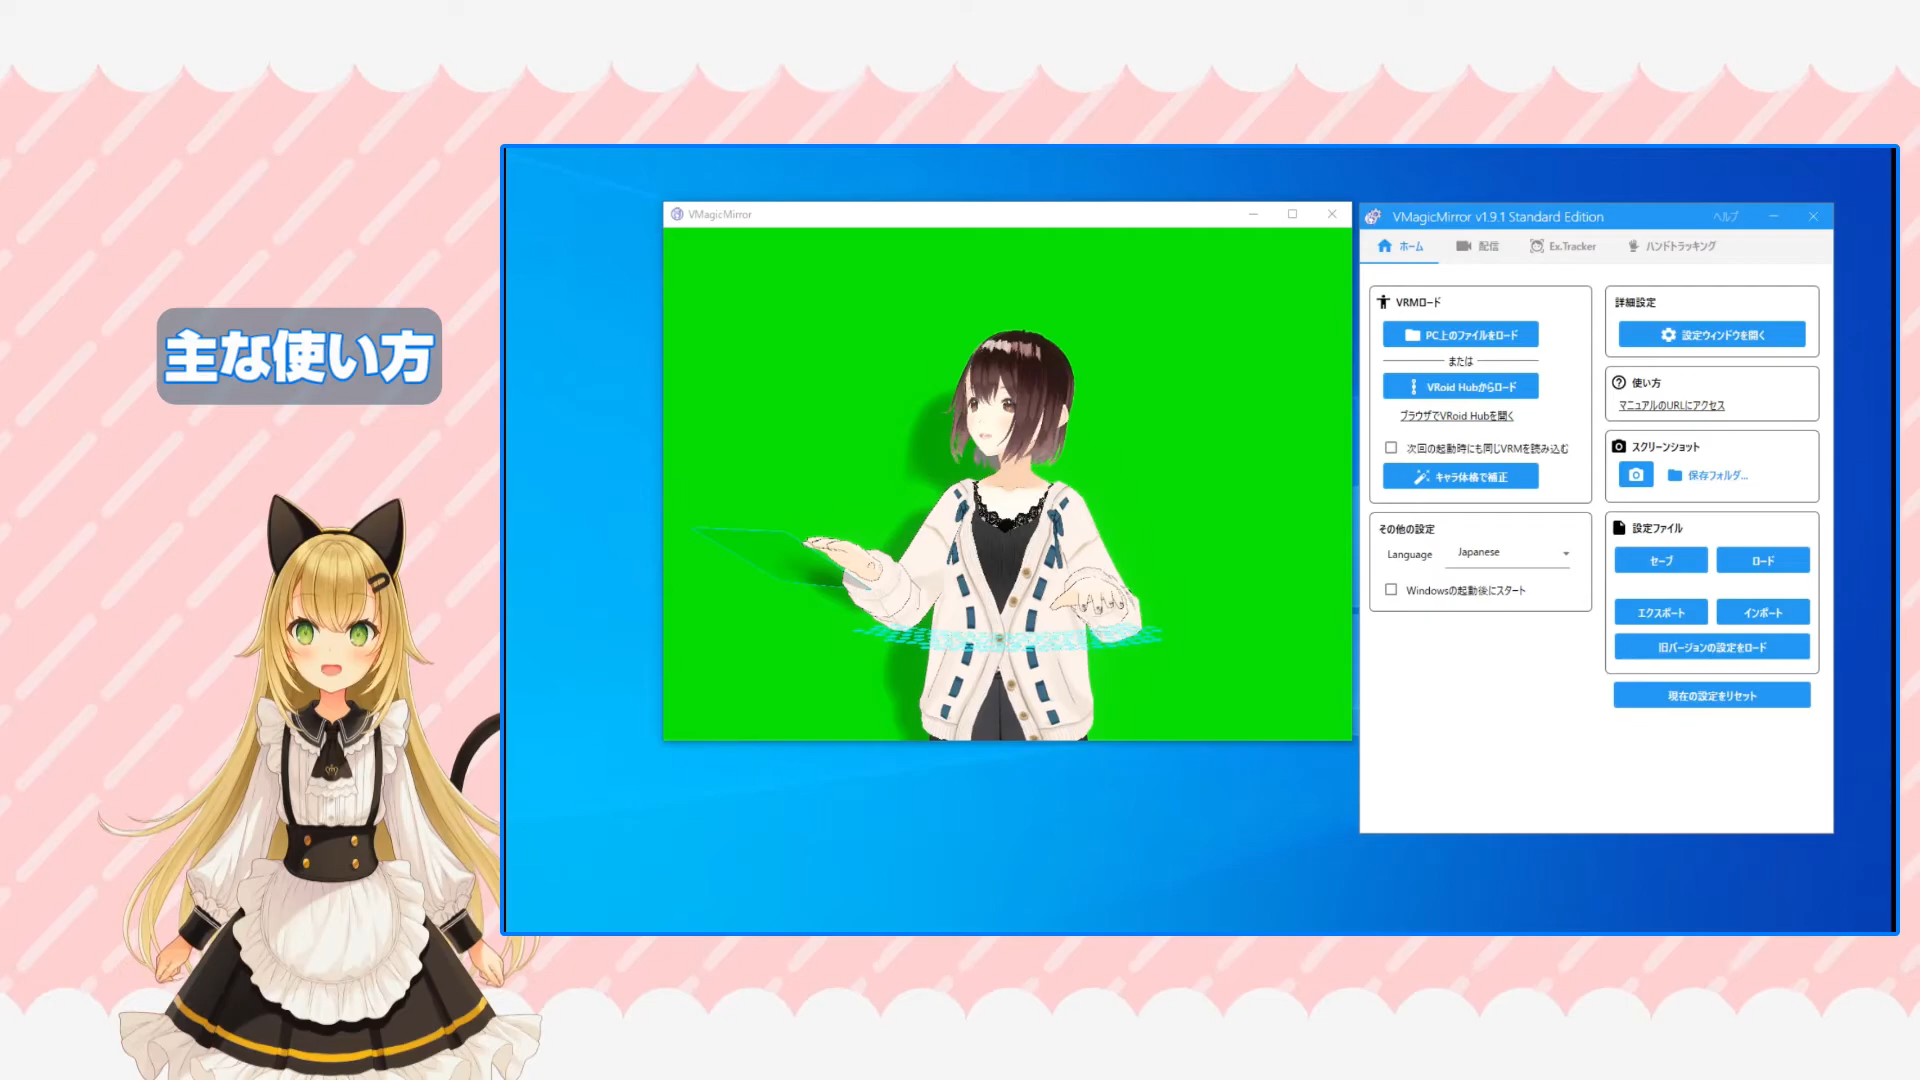 主な使い方
VMagicMirror
VMagicMirror v1.9.1 Standard Edition
ヘルプ
ホーム
配信
Ex.Tracker
ハンドトラッキング
VRMロード
PC上のファイルをロード
または
VRoid Hubからロード
ブラウザでVRoid Hubを開く
次回の起動時にも同じVRMを読み込む
キャラ体格で補正
その他の設定
Language Japanese
Windowsの起動後にスタート
詳細設定
設定ウィンドウを開く
使い方
マニュアルのURLにアクセス
スクリーンショット
保存フォルダ...
設定ファイル
セーブ ロード
エクスポート インポート
旧バージョンの設定をロード
現在の設定をリセット